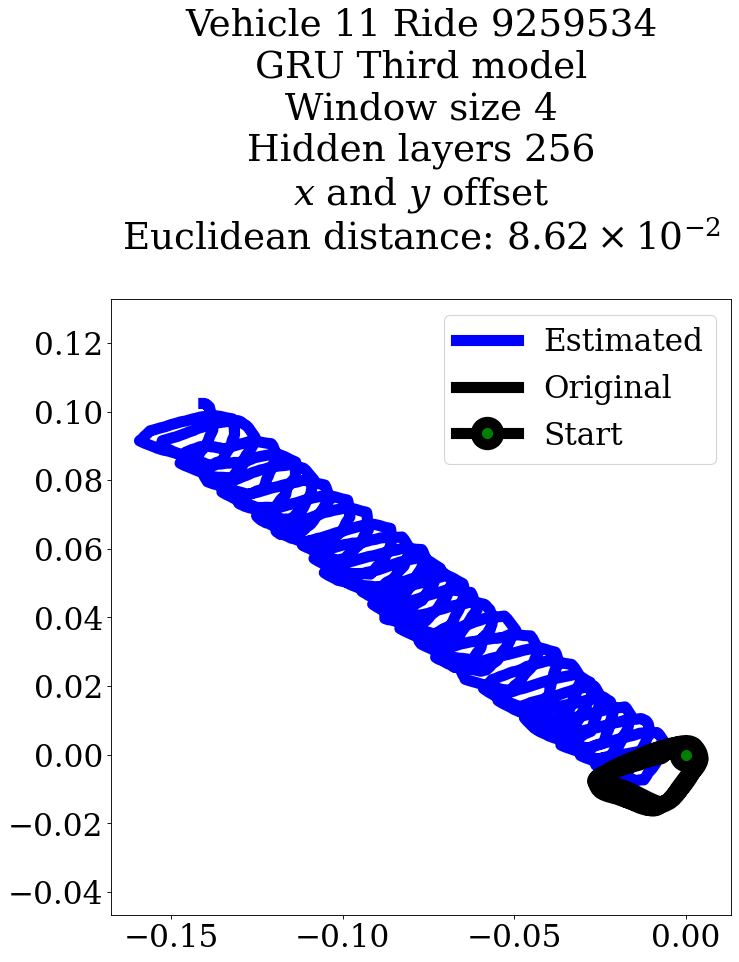 Vehicle 11 Ride 9259534
GRU Third model
Window size 4
Hidden layers 256
x and y offset
Euclidean distance: 8.62 × 10⁻²
Estimated
Original
Start
0.12
0.10
0.08
0.06
0.04
0.02
0.00
−0.02
−0.04
−0.15 −0.10 −0.05 0.00